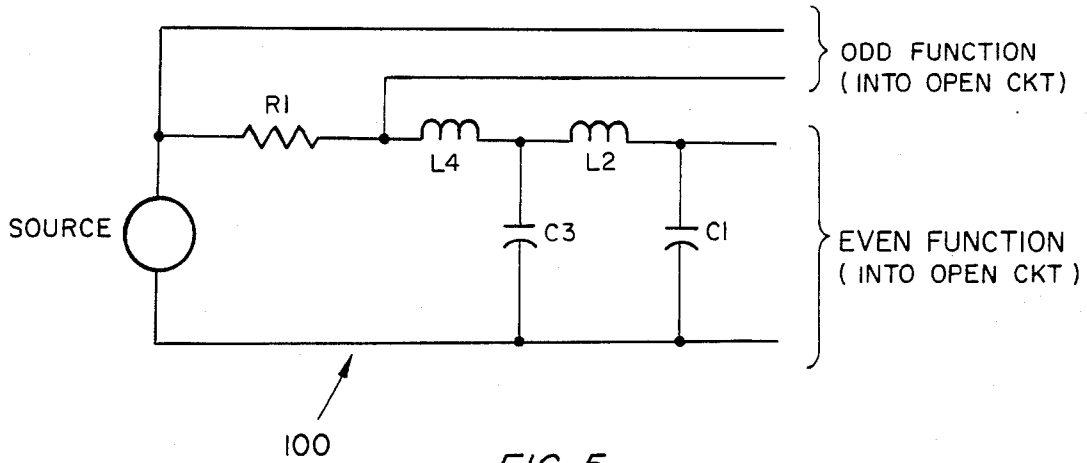 ODD FUNCTION
(INTO OPEN CKT)
R1
L4
L2
SOURCE
C3
C1
EVEN FUNCTION
(INTO OPEN CKT)
100
FIG. 5